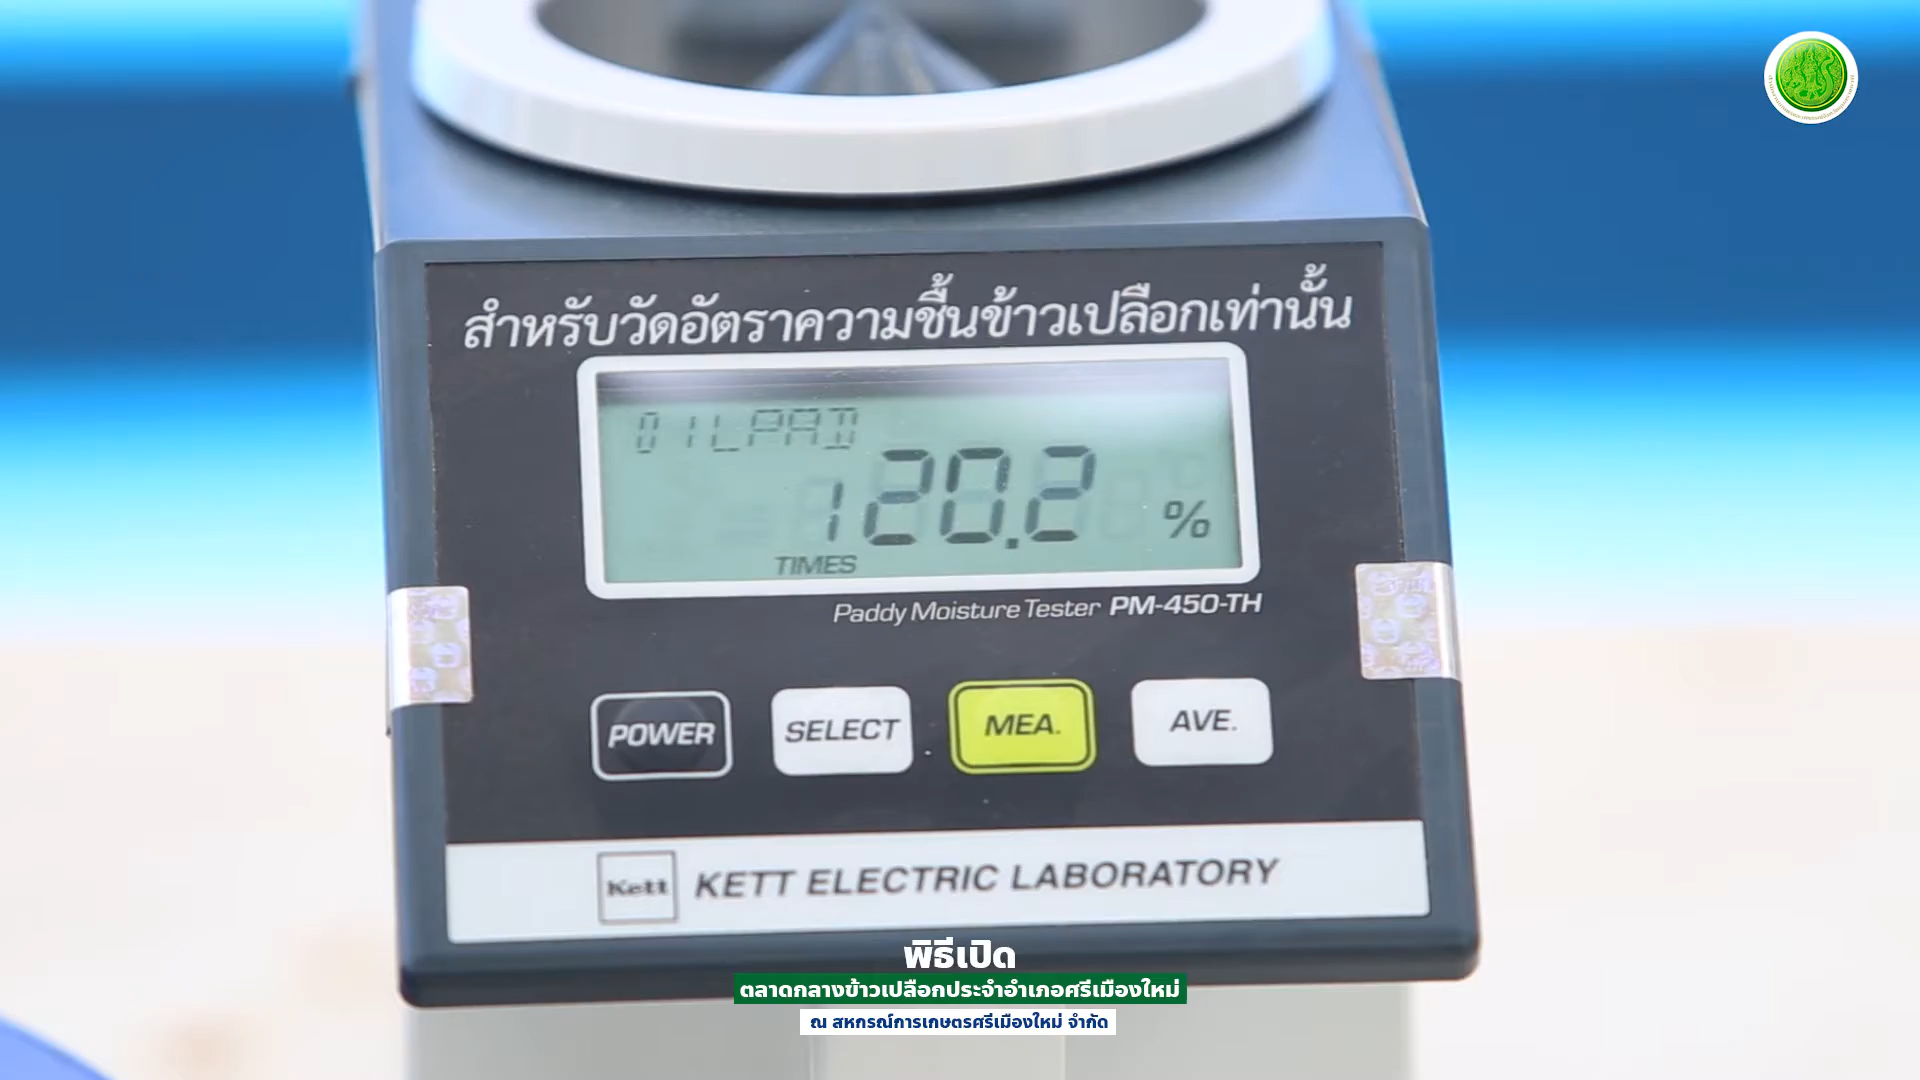 สำหรับวัดอัตราความชื้นข้าวเปลือกเท่านั้น
01LPAD
1 20.2 %
TIMES
Paddy Moisture Tester PM-450-TH
POWER SELECT MEA. AVE.
Kett KETT ELECTRIC LABORATORY
พิธีเปิด
ตลาดกลางข้าวเปลือกประจำอำเภอศรีเมืองใหม่
ณ สหกรณ์การเกษตรศรีเมืองใหม่ จำกัด